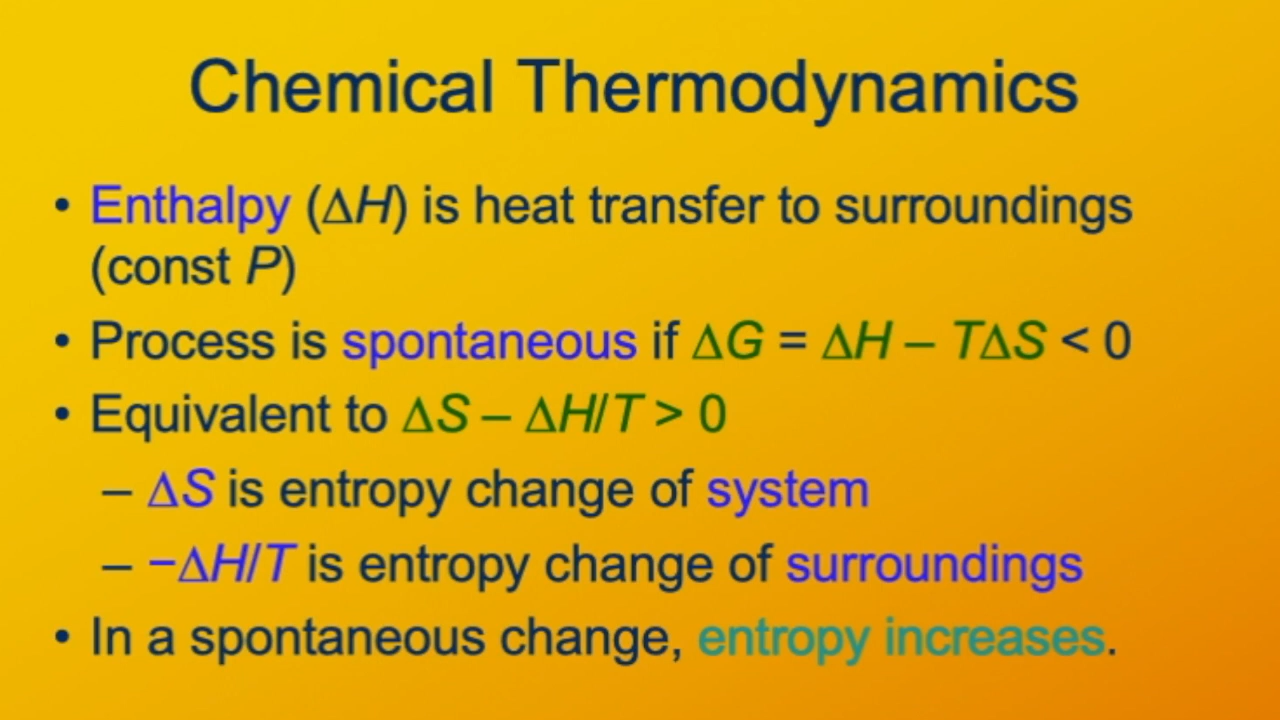 Chemical Thermodynamics
• Enthalpy (ΔH) is heat transfer to surroundings
(const P)
• Process is spontaneous if ΔG = ΔH – TΔS < 0
• Equivalent to ΔS – ΔH/T > 0
– ΔS is entropy change of system
– −ΔH/T is entropy change of surroundings
• In a spontaneous change, entropy increases.